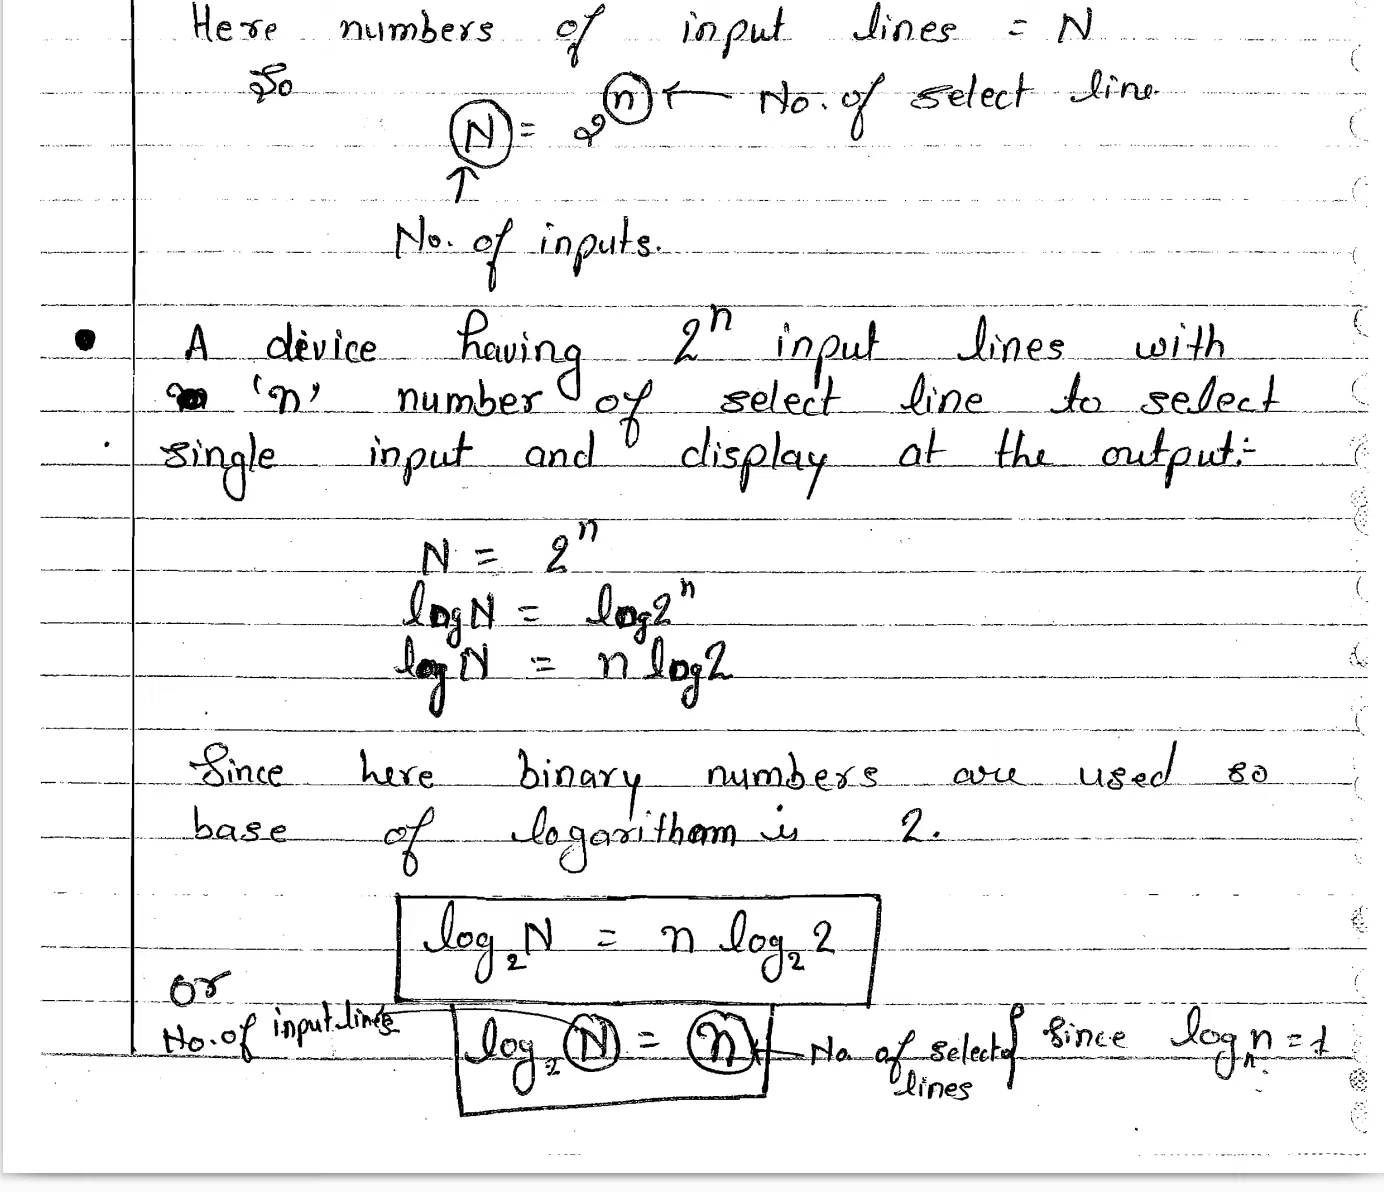 Here numbers of input lines = N
So
N = 2^n ← No. of select line
↑
No. of inputs.
• A device having 2^n input lines with
'n' number of select line to select
single input and display at the output:-
N = 2^n
log N = log 2^n
log N = n log 2
Since here binary numbers are used so
base of logarithom is 2.
log₂N = n log₂2
or
No. of input lines log₂N = n ← No of select lines { Since logₙn = 1